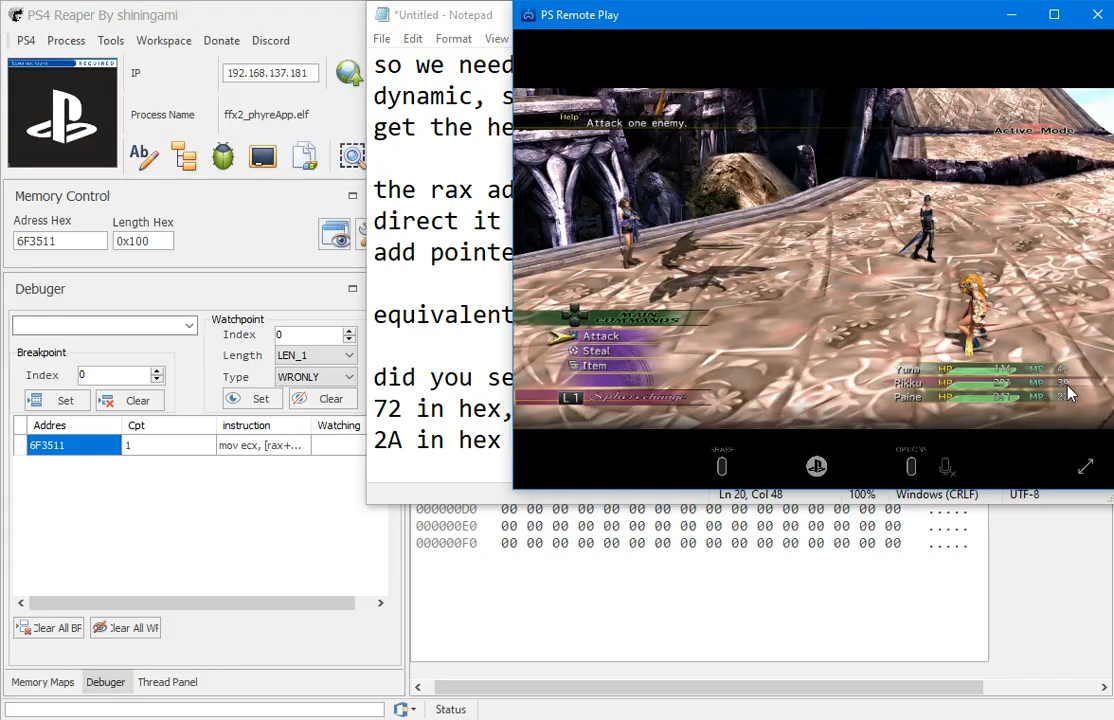 PS4 Reaper By shiningami
PS4 Process Tools Workspace Donate Discord
REQUIRED
IP 192.168.137.181
Process Name ffx2_phyreApp.elf
Ab
Memory Control
Adress Hex Length Hex
6F3511 0x100
Debuger
Watchpoint
Index 0
Length LEN_1
Type WRONLY
Set Clear
Breakpoint
Index 0
Set Clear
Addres Cpt instruction Watching
6F3511 1 mov ecx, [rax+...
Clear All BF Clear All WF
Memory Maps Debuger Thread Panel
Status
*Untitled - Notepad
File Edit Format View
so we need
dynamic, s
get the he
the rax ad
direct it
add pointe
equivalent
did you se
72 in hex,
2A in hex
Ln 20, Col 48 100% Windows (CRLF) UTF-8
PS Remote Play
Help Attack one enemy.
Active Mode
MAIN COMMANDS
Attack
Steal
Item
L1 Spherechange
Yuna HP MP
Rikku HP MP
Paine HP MP
SHARE
OPTIONS
000000D0 00 00 00 00 00 00 00 00 00 00 00 00 00 00 00 00 .....
000000E0 00 00 00 00 00 00 00 00 00 00 00 00 00 00 00 00 .....
000000F0 00 00 00 00 00 00 00 00 00 00 00 00 00 00 00 00 .....